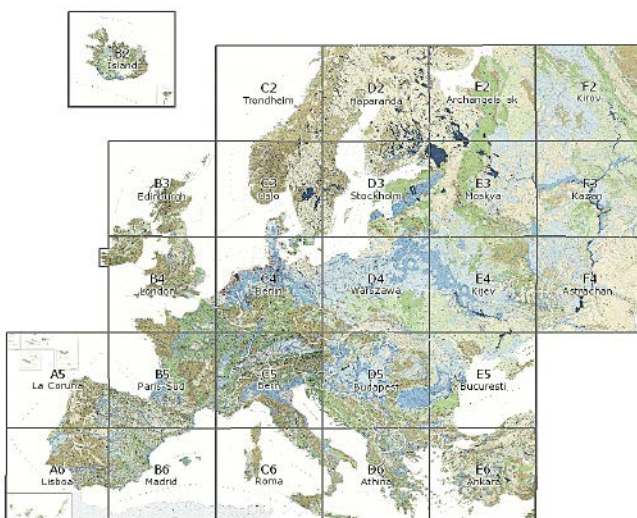 B2
Island
C2
Trondheim
D2
Haparanda
E2
Archangels sk
F2
Kirov
B3
Edinburgh
C3
Oslo
D3
Stockholm
E3
Moskva
F3
Kazan
B4
London
C4
Berlin
D4
Warszawa
E4
Kijev
F4
Astrachan
A5
La Coruna
B5
Paris-Sud
C5
Bern
D5
Budapest
E5
Bucuresti
A6
Lisboa
B6
Madrid
C6
Roma
D6
Athina
E6
Ankara